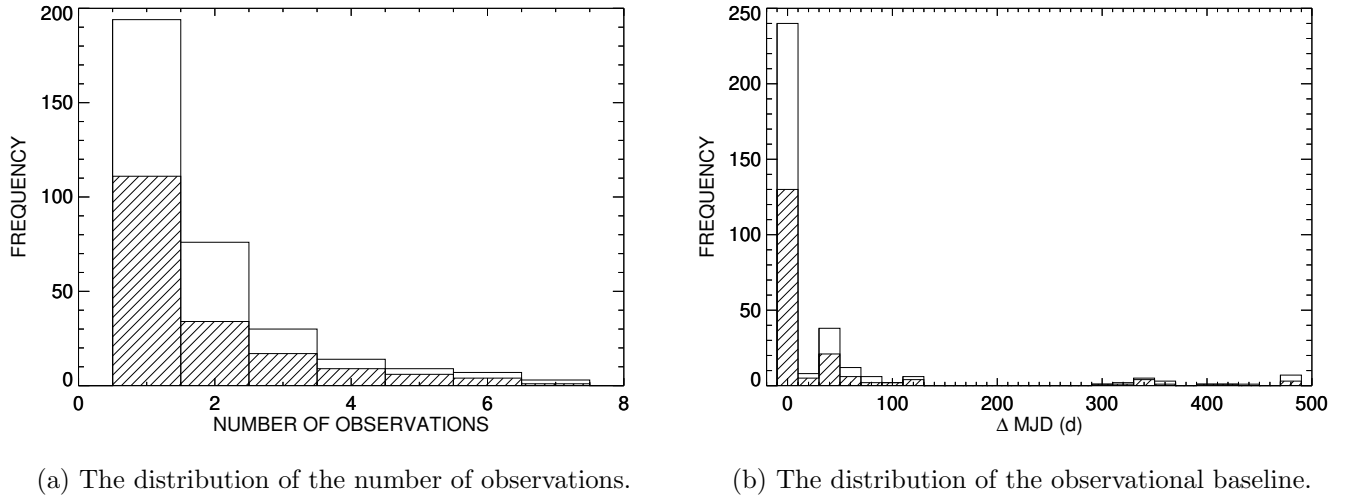 200
150
100
50
0
FREQUENCY
0 2 4 6 8
NUMBER OF OBSERVATIONS
250
200
150
100
50
0
FREQUENCY
0 100 200 300 400 500
Δ MJD (d)
(a) The distribution of the number of observations.
(b) The distribution of the observational baseline.